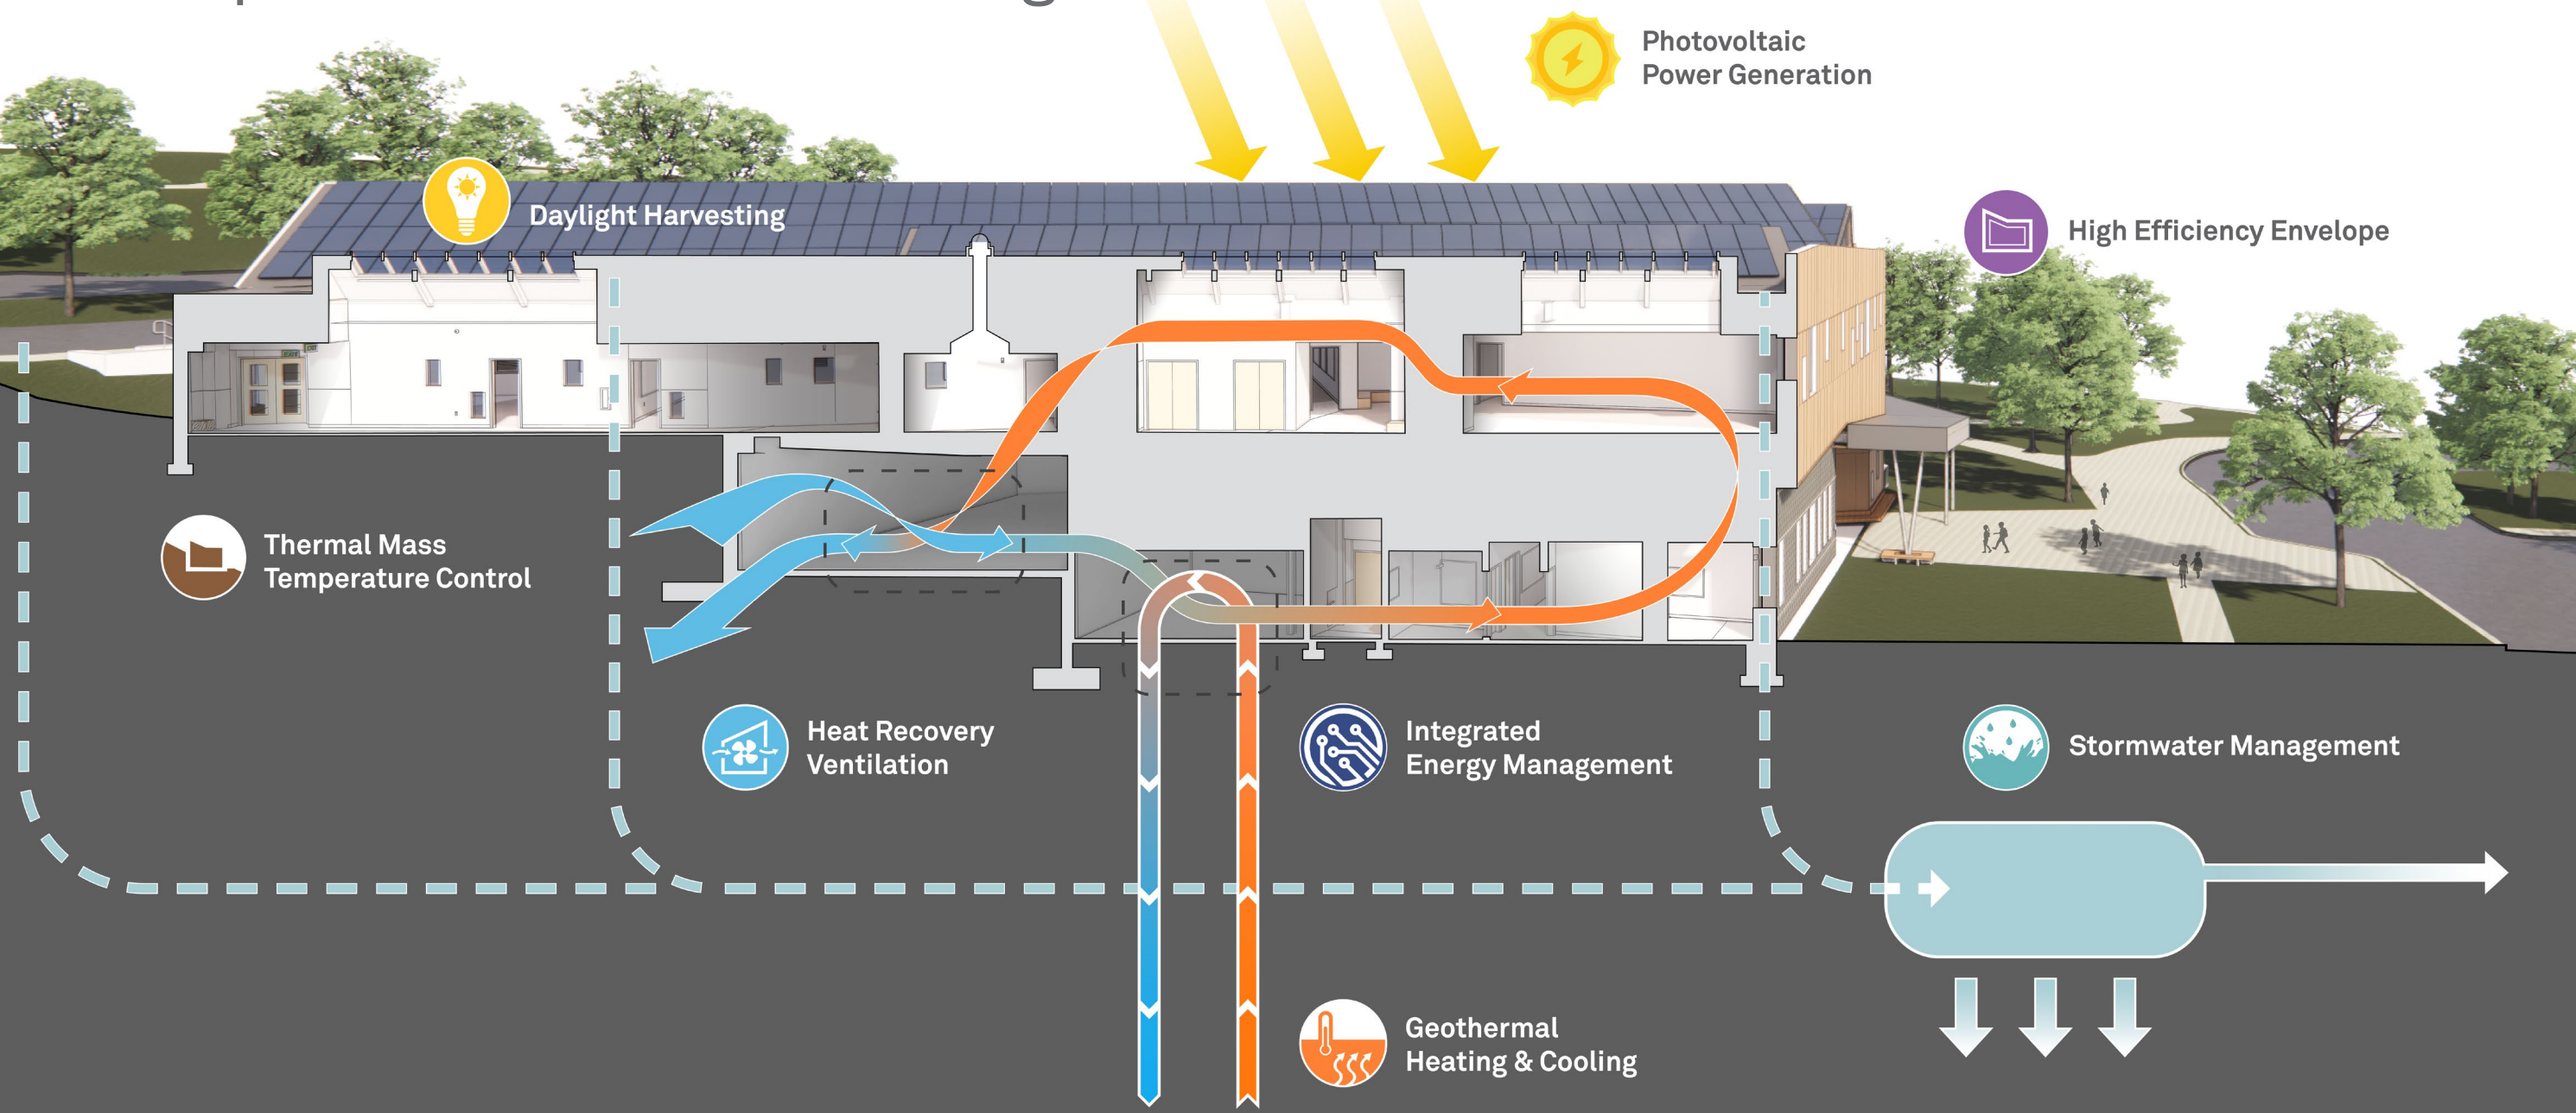 Photovoltaic
Power Generation
Daylight Harvesting
High Efficiency Envelope
Thermal Mass
Temperature Control
Heat Recovery
Ventilation
Integrated
Energy Management
Stormwater Management
Geothermal
Heating & Cooling